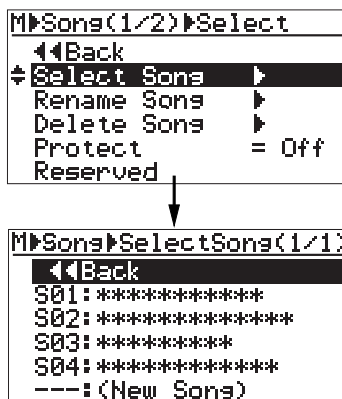 M▶Song(1/2)▶Select
◀◀Back
Select Song ▶
Rename Song ▶
Delete Song ▶
Protect = Off
Reserved
M▶Song▶SelectSong(1/1)
◀◀Back
S01:***********
S02:*************
S03:*********
S04:************
---:(New Song)